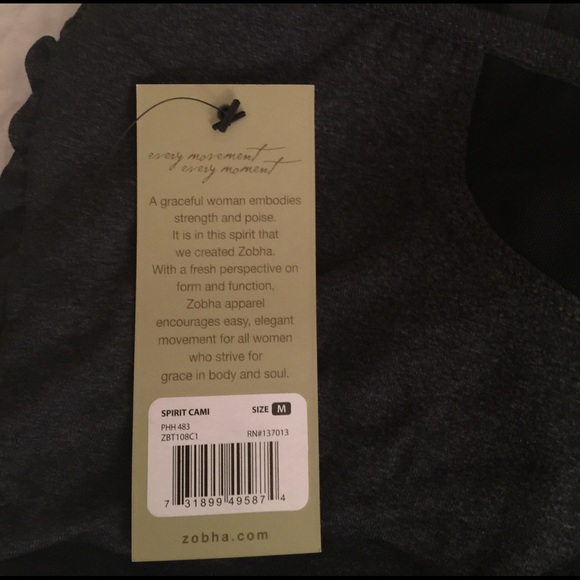 every movement
every moment
A graceful woman embodies
strength and poise.
It is in this spirit that
we created Zobha.
With a fresh perspective on
form and function,
Zobha apparel
encourages easy, elegant
movement for all women
who strive for
grace in body and soul.
SPIRIT CAMI SIZE M
PHH 483
ZBT108C1 RN#137013
7 31899 49587 4
zobha.com